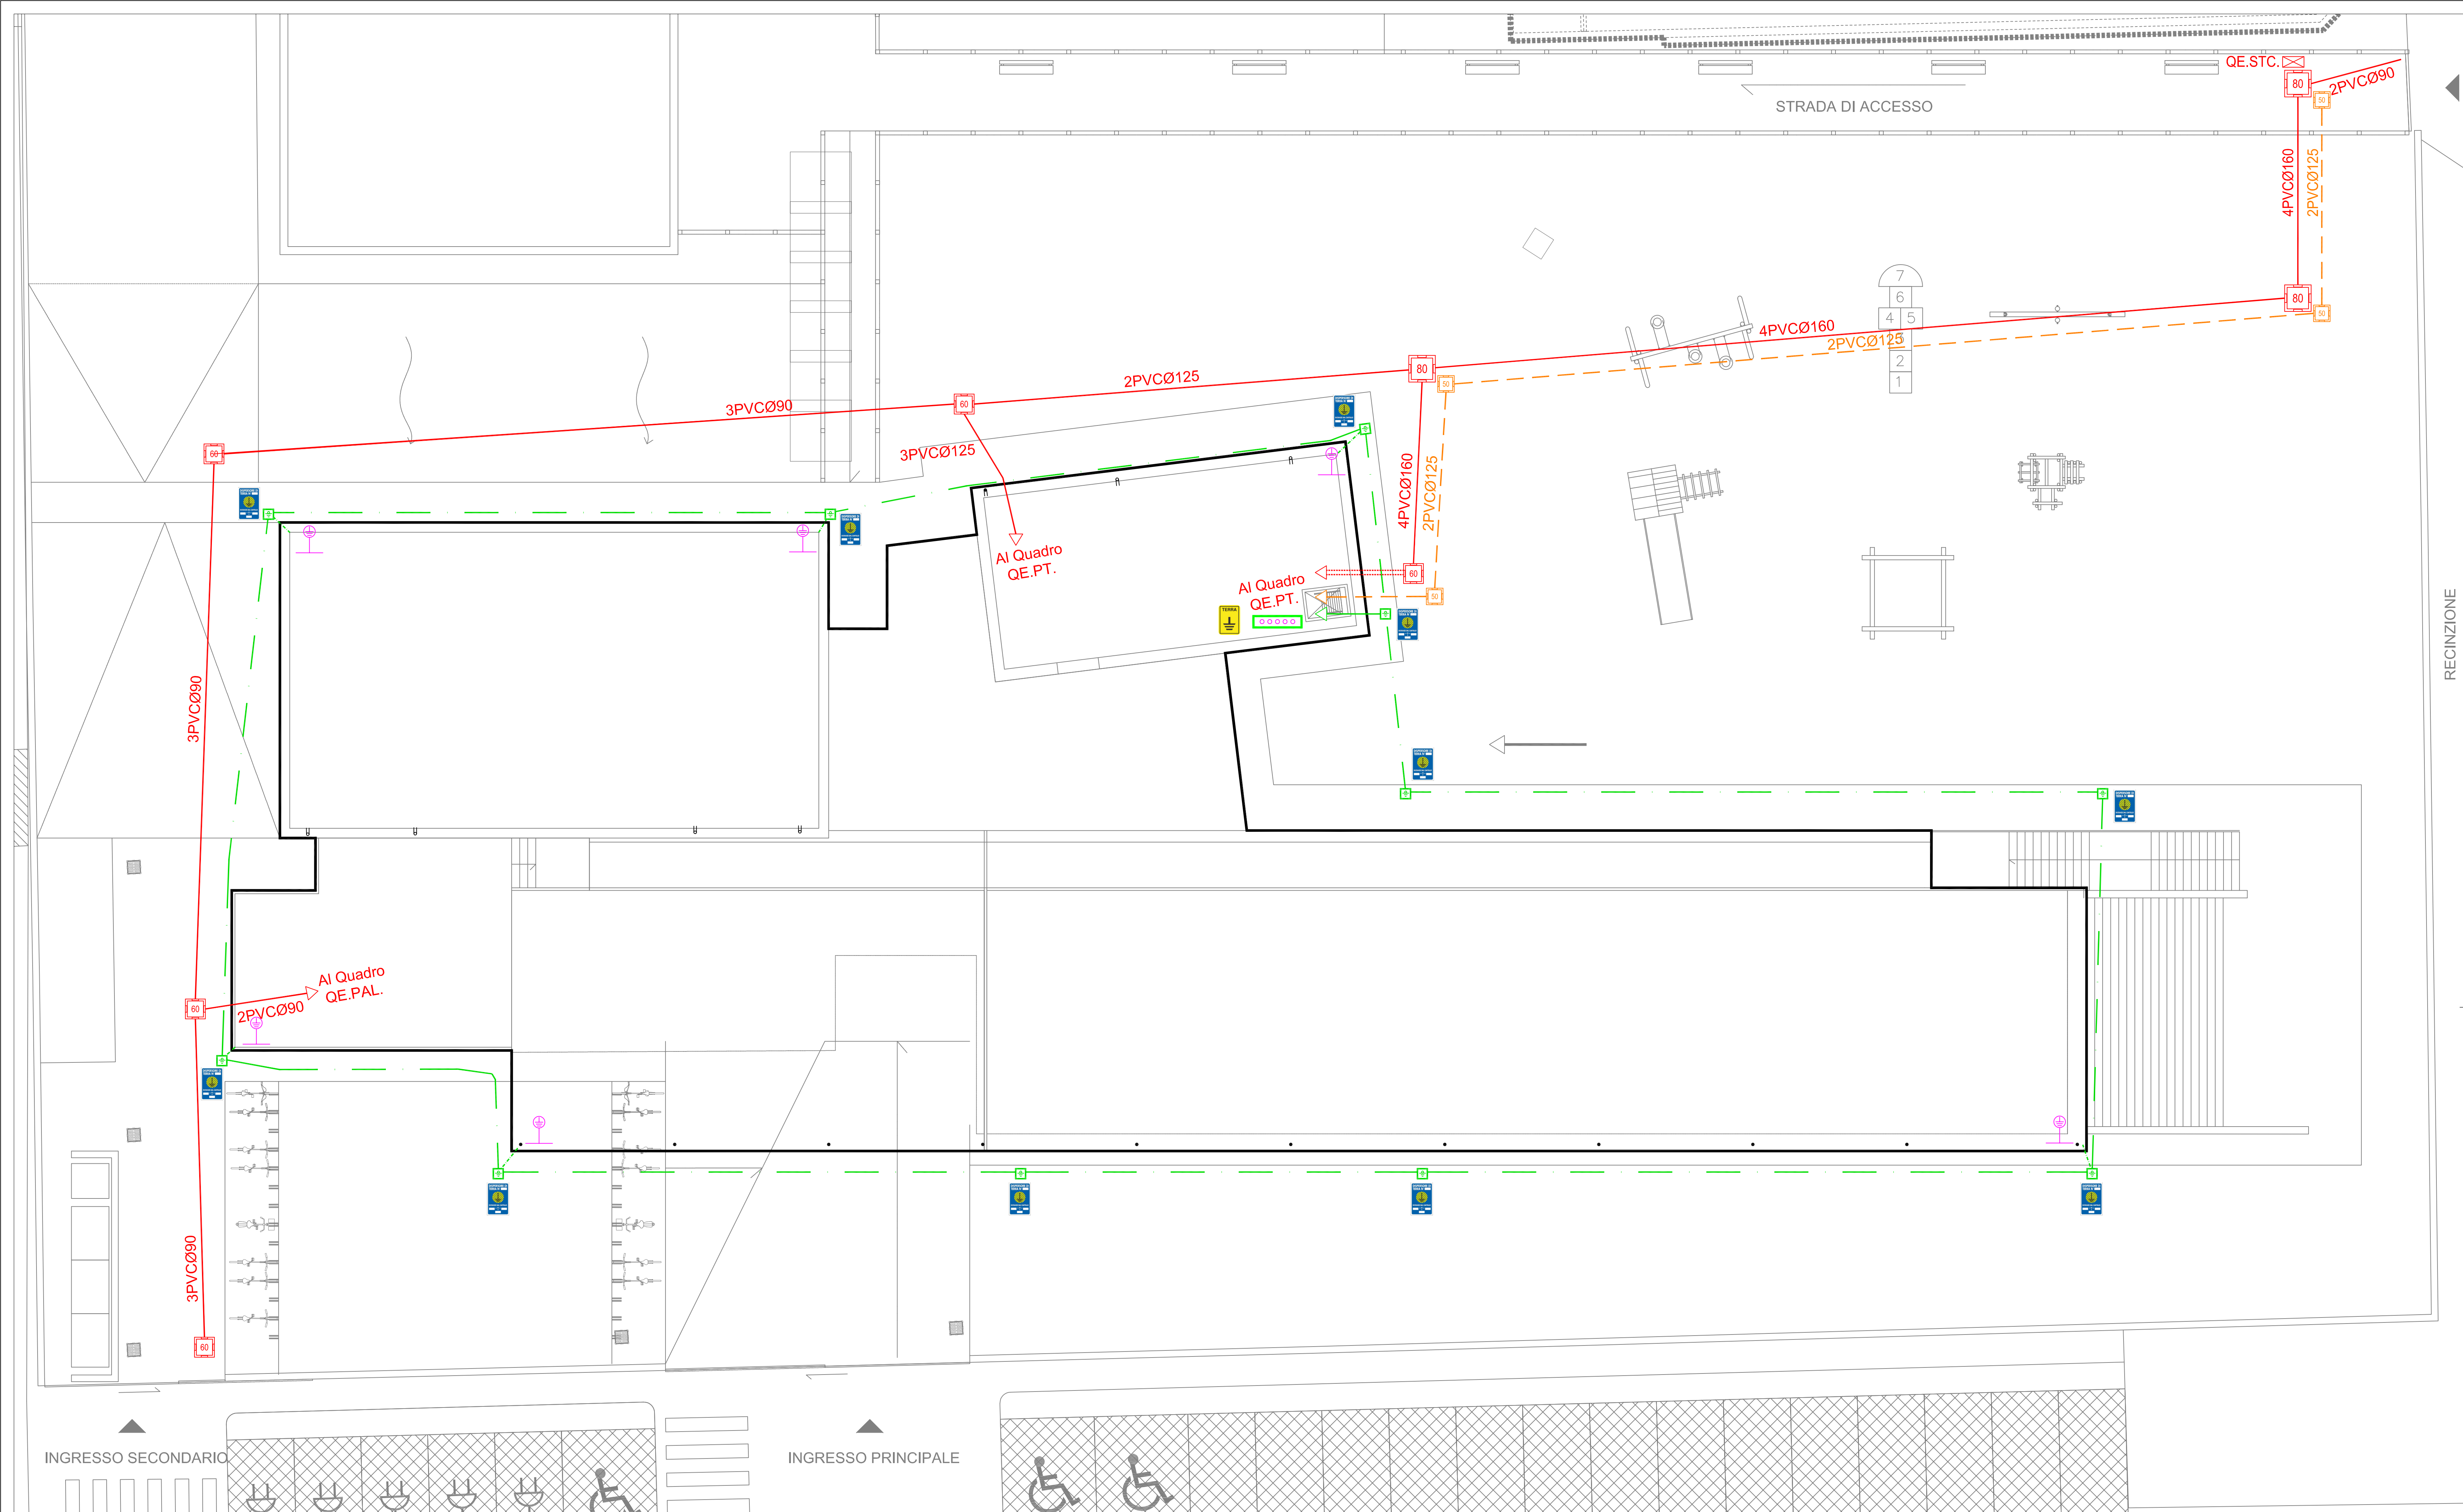 QE.STC.
80
2PVCØ90
50
STRADA DI ACCESSO
4PVCØ160
2PVCØ125
7
6
4 5
2
1
80
50
4PVCØ160
2PVCØ125
80
50
2PVCØ125
3PVCØ90
60
60
3PVCØ125
4PVCØ160
2PVCØ125
Al Quadro
QE.PT.
60
Al Quadro
QE.PT.
50
TERRA
RECINZIONE
3PVCØ90
Al Quadro
QE.PAL.
60
2PVCØ90
3PVCØ90
60
INGRESSO SECONDARIO
INGRESSO PRINCIPALE